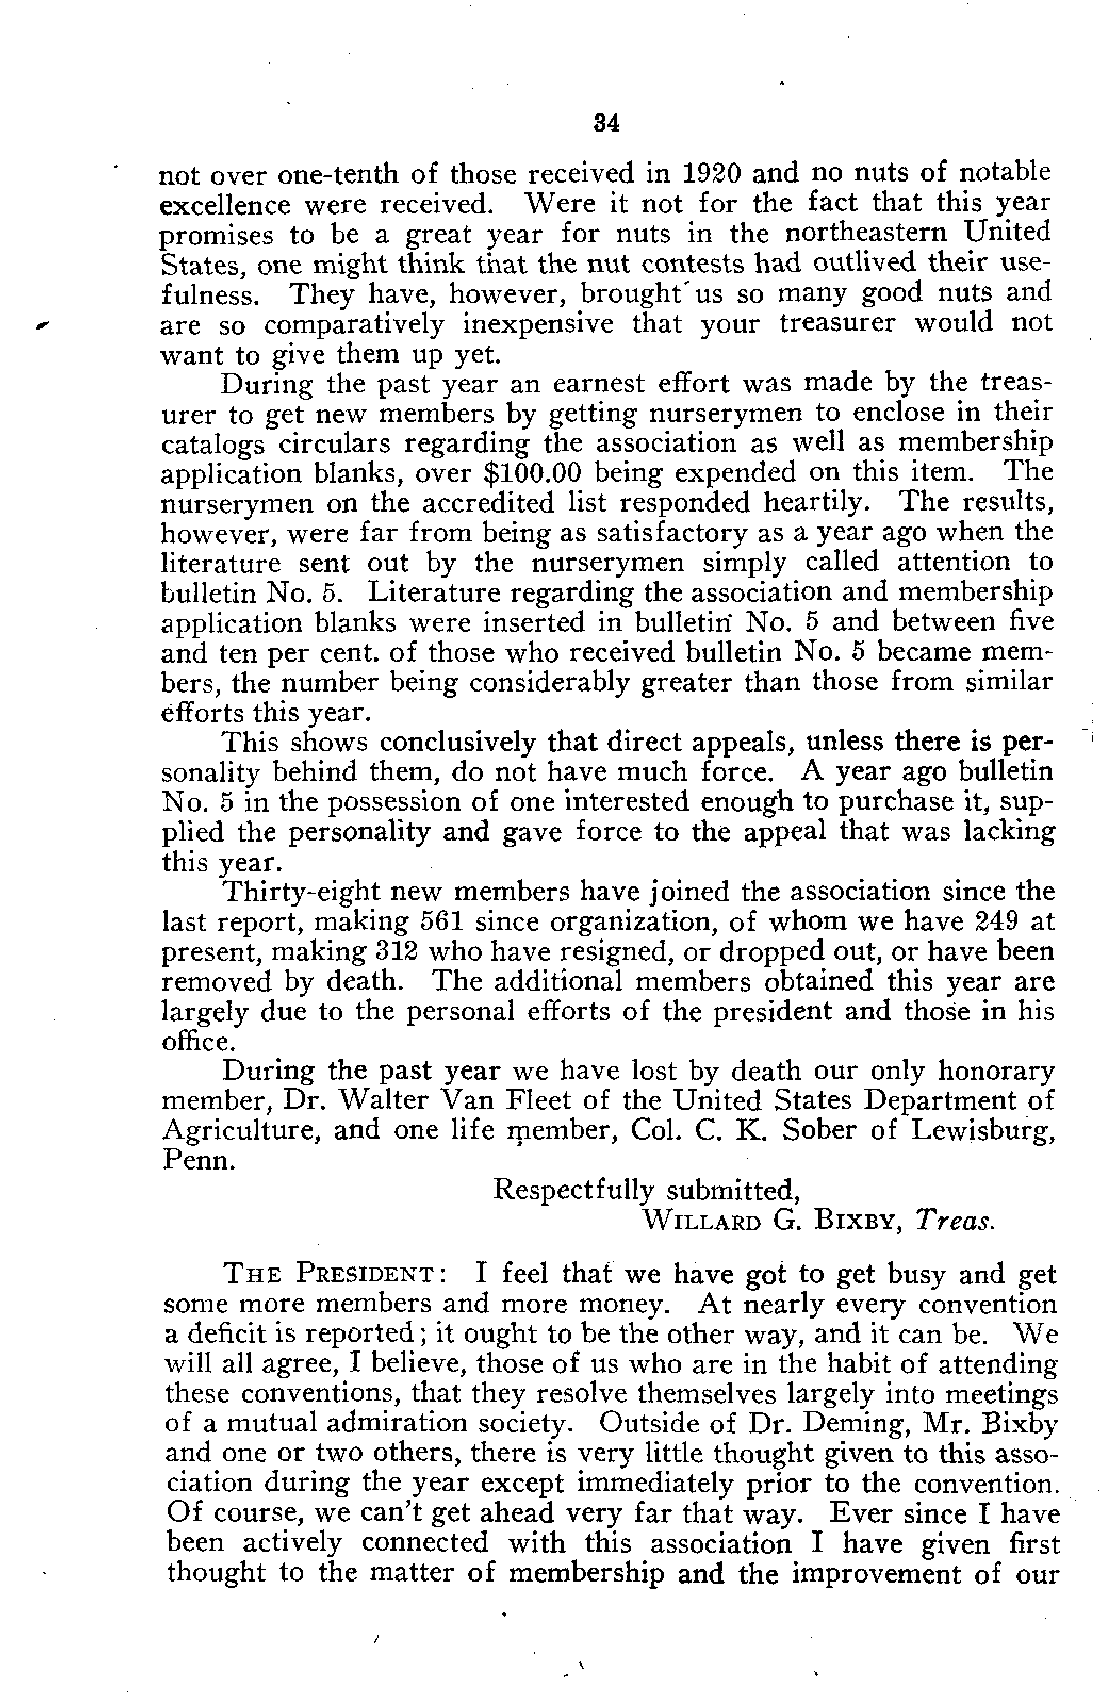 34
not over one-tenth of those received in 1920 and no nuts of notable
excellence were received. Were it not for the fact that this year
promises to be a great year for nuts in the northeastern United
States, one might think that the nut contests had outlived their use-
fulness. They have, however, brought us so many good nuts and
are so comparatively inexpensive that your treasurer would not
want to give them up yet.
During the past year an earnest effort was made by the treas-
urer to get new members by getting nurserymen to enclose in their
catalogs circulars regarding the association as well as membership
application blanks, over $100.00 being expended on this item. The
nurserymen on the accredited list responded heartily. The results,
however, were far from being as satisfactory as a year ago when the
literature sent out by the nurserymen simply called attention to
bulletin No. 5. Literature regarding the association and membership
application blanks were inserted in bulletin No. 5 and between five
and ten per cent. of those who received bulletin No. 5 became mem-
bers, the number being considerably greater than those from similar
efforts this year.
This shows conclusively that direct appeals, unless there is per-
sonality behind them, do not have much force. A year ago bulletin
No. 5 in the possession of one interested enough to purchase it, sup-
plied the personality and gave force to the appeal that was lacking
this year.
Thirty-eight new members have joined the association since the
last report, making 561 since organization, of whom we have 249 at
present, making 312 who have resigned, or dropped out, or have been
removed by death. The additional members obtained this year are
largely due to the personal efforts of the president and those in his
office.
During the past year we have lost by death our only honorary
member, Dr. Walter Van Fleet of the United States Department of
Agriculture, and one life member, Col. C. K. Sober of Lewisburg,
Penn.
Respectfully submitted,
WILLARD G. BIXBY, Treas.
THE PRESIDENT: I feel that we have got to get busy and get
some more members and more money. At nearly every convention
a deficit is reported; it ought to be the other way, and it can be. We
will all agree, I believe, those of us who are in the habit of attending
these conventions, that they resolve themselves largely into meetings
of a mutual admiration society. Outside of Dr. Deming, Mr. Bixby
and one or two others, there is very little thought given to this asso-
ciation during the year except immediately prior to the convention.
Of course, we can't get ahead very far that way. Ever since I have
been actively connected with this association I have given first
thought to the matter of membership and the improvement of our